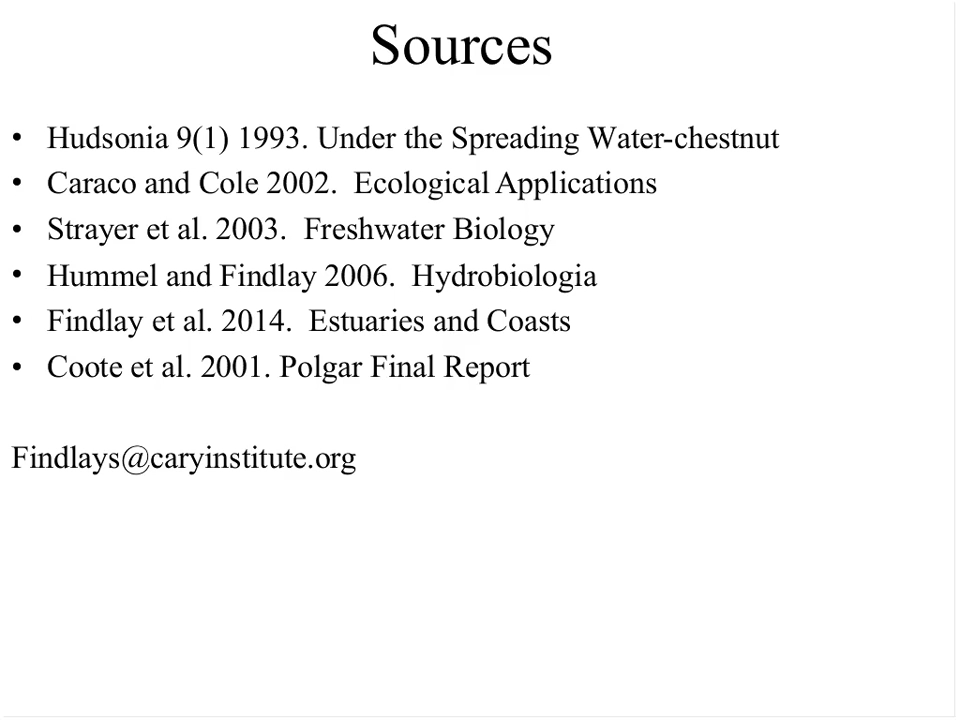 Sources
• Hudsonia 9(1) 1993. Under the Spreading Water-chestnut
• Caraco and Cole 2002.  Ecological Applications
• Strayer et al. 2003.  Freshwater Biology
• Hummel and Findlay 2006.  Hydrobiologia
• Findlay et al. 2014.  Estuaries and Coasts
• Coote et al. 2001. Polgar Final Report
Findlays@caryinstitute.org